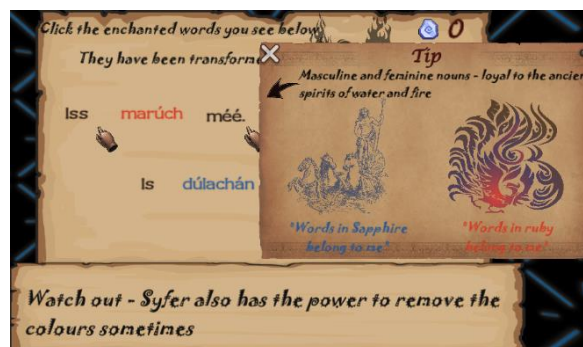 Click the enchanted words you see below
0
They have been transform
Tip
Masculine and feminine nouns - loyal to the ancien
spirits of water and fire
Iss marúch méé.
Is dúlachán
"Words in Sapphire
belong to me"
"Words in ruby
belong to me"
Watch out - Syfer also has the power to remove the
colours sometimes